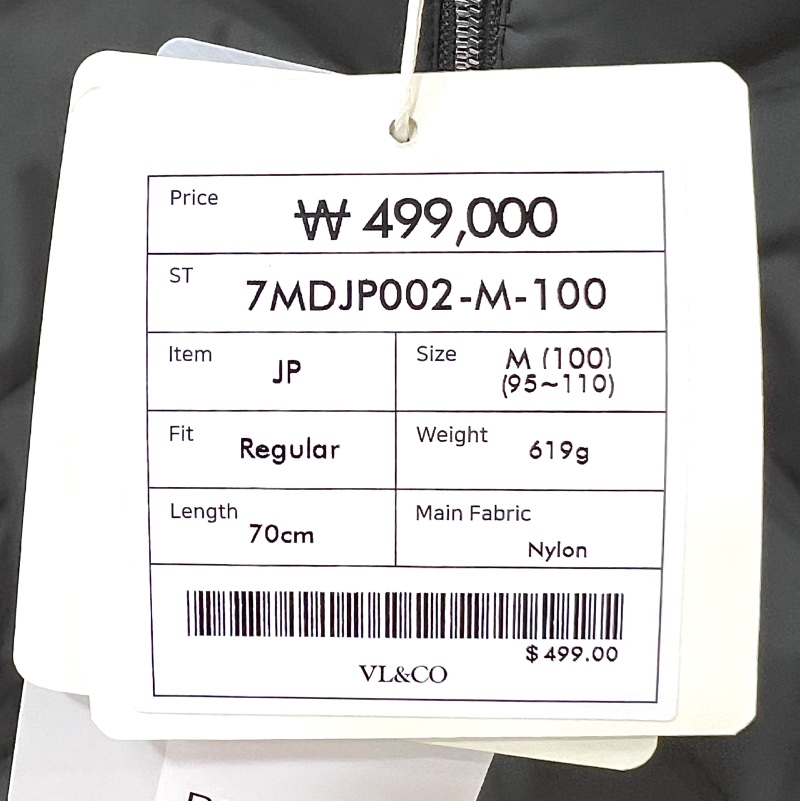 Price
₩ 499,000
ST
7MDJP002-M-100
Item
JP
Size
M (100)
(95~110)
Fit
Regular
Weight
619g
Length
70cm
Main Fabric
Nylon
$ 499.00
VL&CO